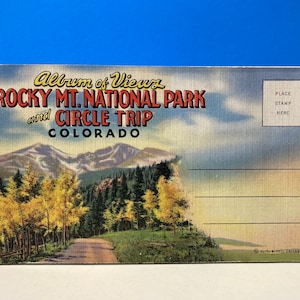 Album of Views
ROCKY MT. NATIONAL PARK
and CIRCLE TRIP
COLORADO
PLACE
STAMP
HERE